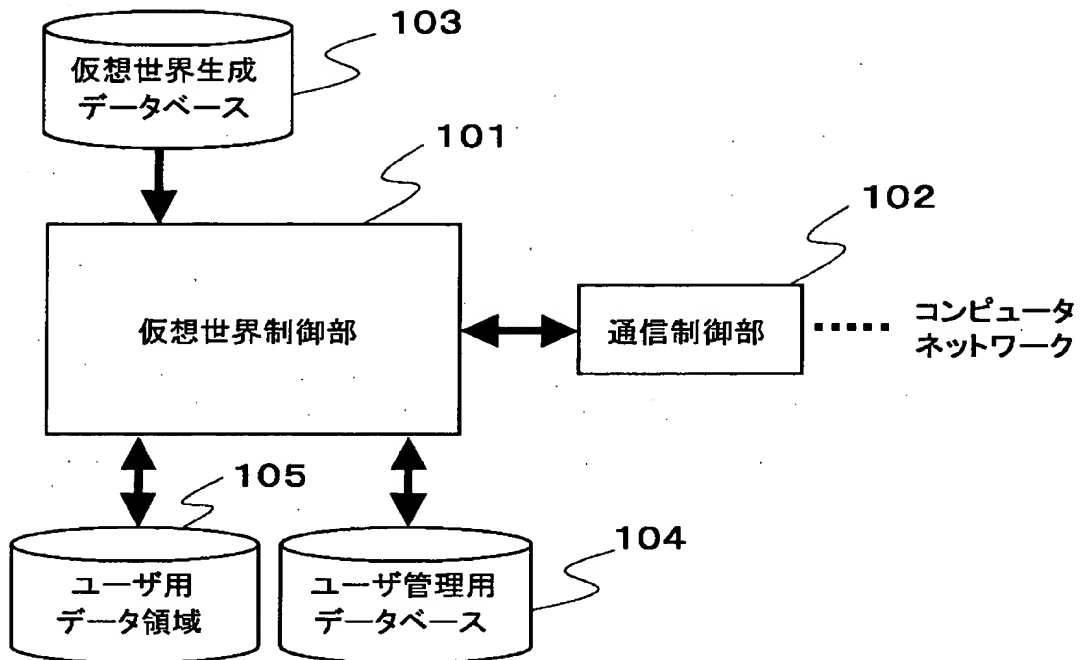 103
仮想世界生成
データベース
101
102
仮想世界制御部
通信制御部
コンピュータ
ネットワーク
105
104
ユーザ用
データ領域
ユーザ管理用
データベース